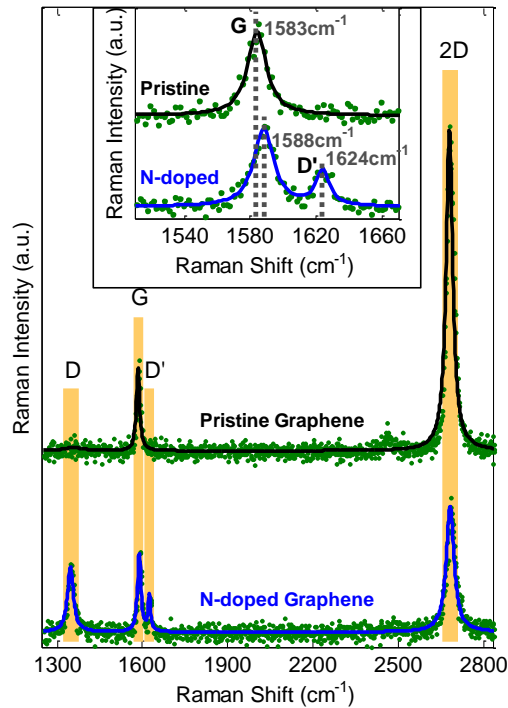 G
1583cm-1
Pristine
1588cm-1
N-doped
D'
1624cm-1
Raman Intensity (a.u.)
1540 1580 1620 1660
Raman Shift (cm-1)
2D
G
D
D'
Raman Intensity (a.u.)
Pristine Graphene
N-doped Graphene
1300 1600 1900 2200 2500 2800
Raman Shift (cm-1)